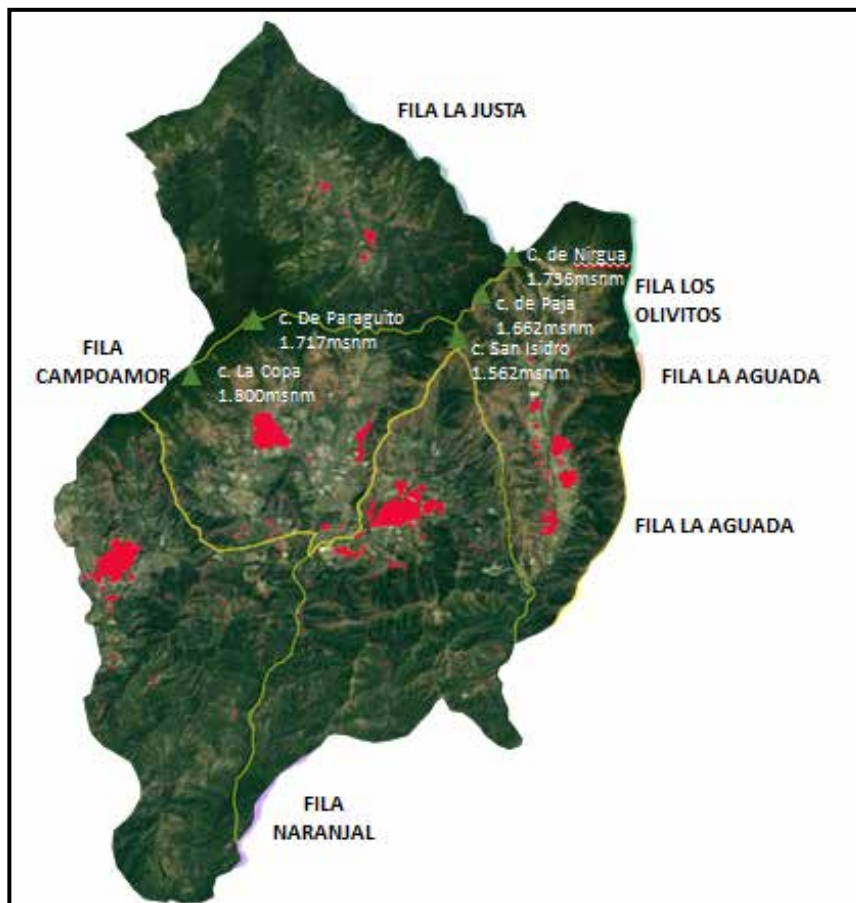 FILA LA JUSTA
C. de Nirgua
1.736msnm
c. de Paja
1.662msnm
FILA LOS
OLIVITOS
c. De Paraguito
1.717msnm
c. San Isidro
1.562msnm
FILA
CAMPOAMOR
c. La Copa
1.800msnm
FILA LA AGUADA
FILA LA AGUADA
FILA
NARANJAL